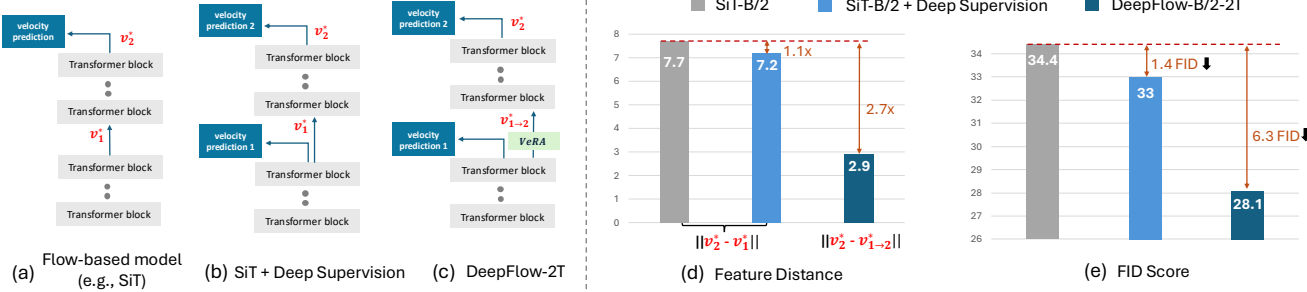 velocity
prediction
v₂*
Transformer block
Transformer block
v₁*
Transformer block
Transformer block
(a)
Flow-based model
(e.g., SiT)
velocity
prediction 2
v₂*
Transformer block
Transformer block
v₁*
velocity
prediction 1
Transformer block
Transformer block
(b) SiT + Deep Supervision
velocity
prediction 2
v₂*
Transformer block
Transformer block
v₁→₂*
VeRA
velocity
prediction 1
Transformer block
Transformer block
(c) DeepFlow-2T
SiT-B/2 SiT-B/2 + Deep Supervision DeepFlow-B/2-2T
8
7
6
5
4
3
2
1
0
7.7
7.2
2.9
1.1x
2.7x
||v₂* - v₁*|| ||v₂* - v₁→₂*||
(d) Feature Distance
34
33
32
31
30
29
28
27
26
34.4
33
28.1
1.4 FID ⬇
6.3 FID⬇
(e) FID Score